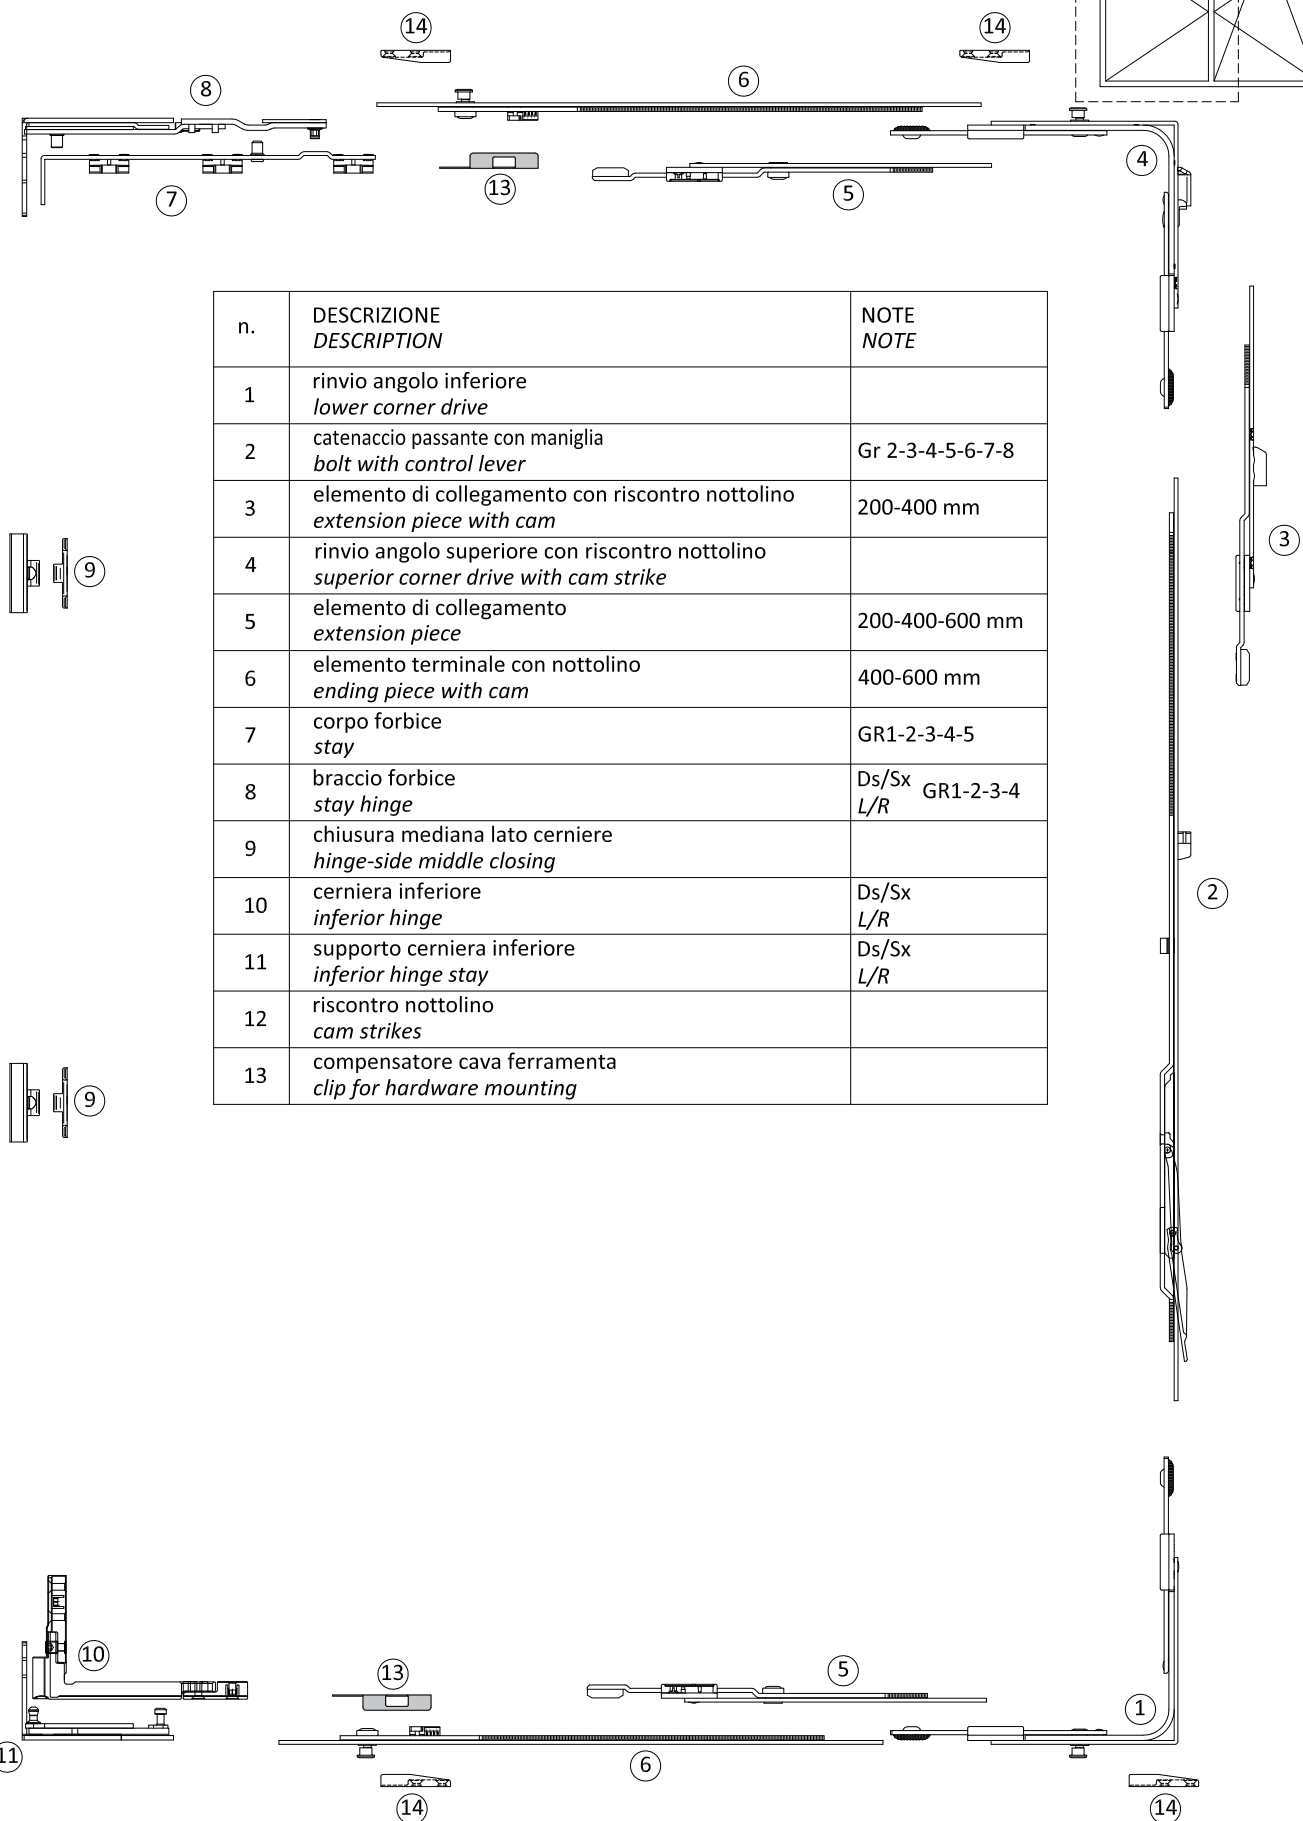 14
14
6
8
4
13
5
7
n.
DESCRIZIONE
DESCRIPTION
NOTE
NOTE
1
rinvio angolo inferiore
lower corner drive
2
catenaccio passante con maniglia
bolt with control lever
Gr 2-3-4-5-6-7-8
3
elemento di collegamento con riscontro nottolino
extension piece with cam
200-400 mm
4
rinvio angolo superiore con riscontro nottolino
superior corner drive with cam strike
5
elemento di collegamento
extension piece
200-400-600 mm
6
elemento terminale con nottolino
ending piece with cam
400-600 mm
7
corpo forbice
stay
GR1-2-3-4-5
8
braccio forbice
stay hinge
Ds/Sx GR1-2-3-4
L/R
9
chiusura mediana lato cerniere
hinge-side middle closing
10
cerniera inferiore
inferior hinge
Ds/Sx
L/R
11
supporto cerniera inferiore
inferior hinge stay
Ds/Sx
L/R
12
riscontro nottolino
cam strikes
13
compensatore cava ferramenta
clip for hardware mounting
3
9
2
9
10
13
5
1
11
6
14
14